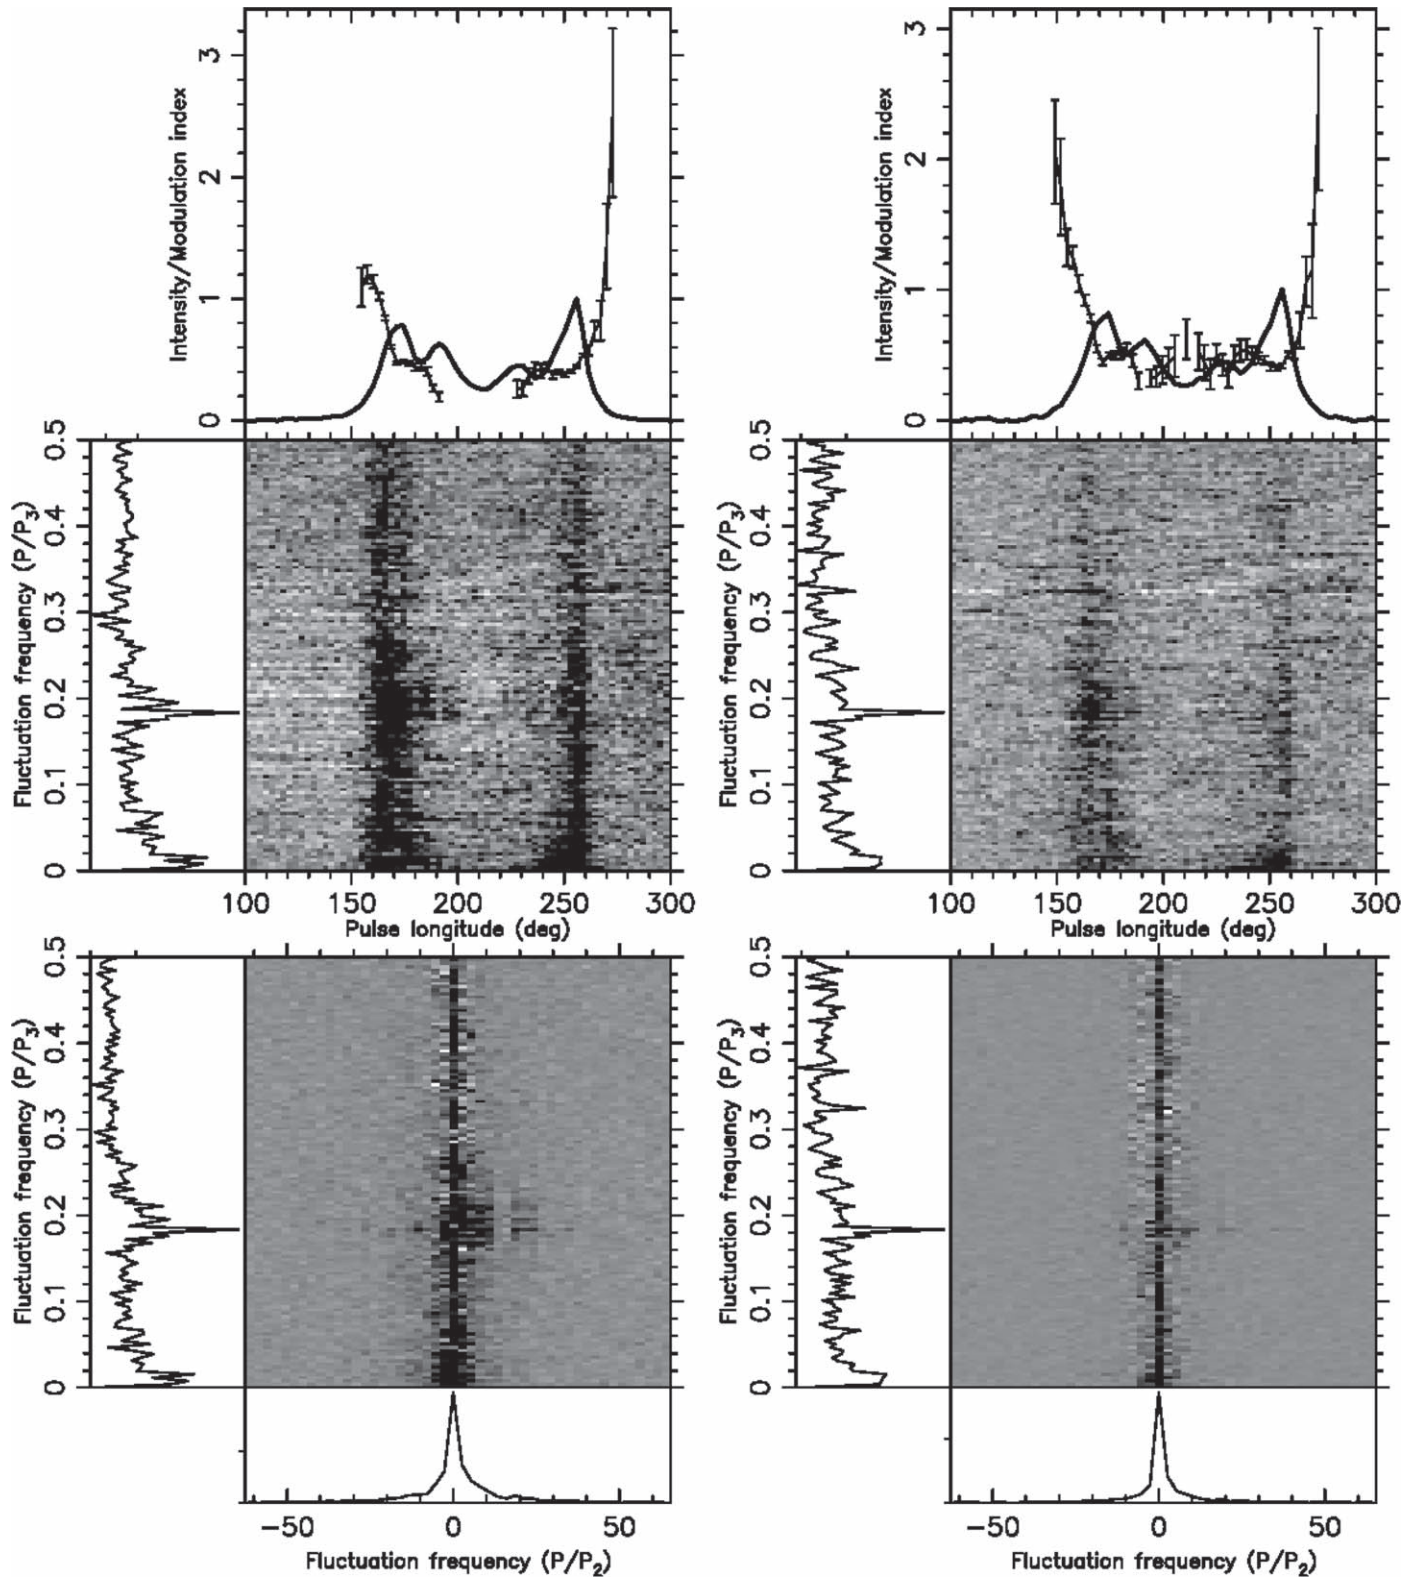 Intensity/Modulation index
3
2
1
0
Intensity/Modulation index
3
2
1
0
Fluctuation frequency (P/P3)
0.5
0.4
0.3
0.2
0.1
0
Fluctuation frequency (P/P3)
0.5
0.4
0.3
0.2
0.1
0
100 150 200 250 300
Pulse longitude (deg)
100 150 200 250 300
Pulse longitude (deg)
Fluctuation frequency (P/P3)
0.5
0.4
0.3
0.2
0.1
0
Fluctuation frequency (P/P3)
0.5
0.4
0.3
0.2
0.1
0
−50 0 50
Fluctuation frequency (P/P2)
−50 0 50
Fluctuation frequency (P/P2)